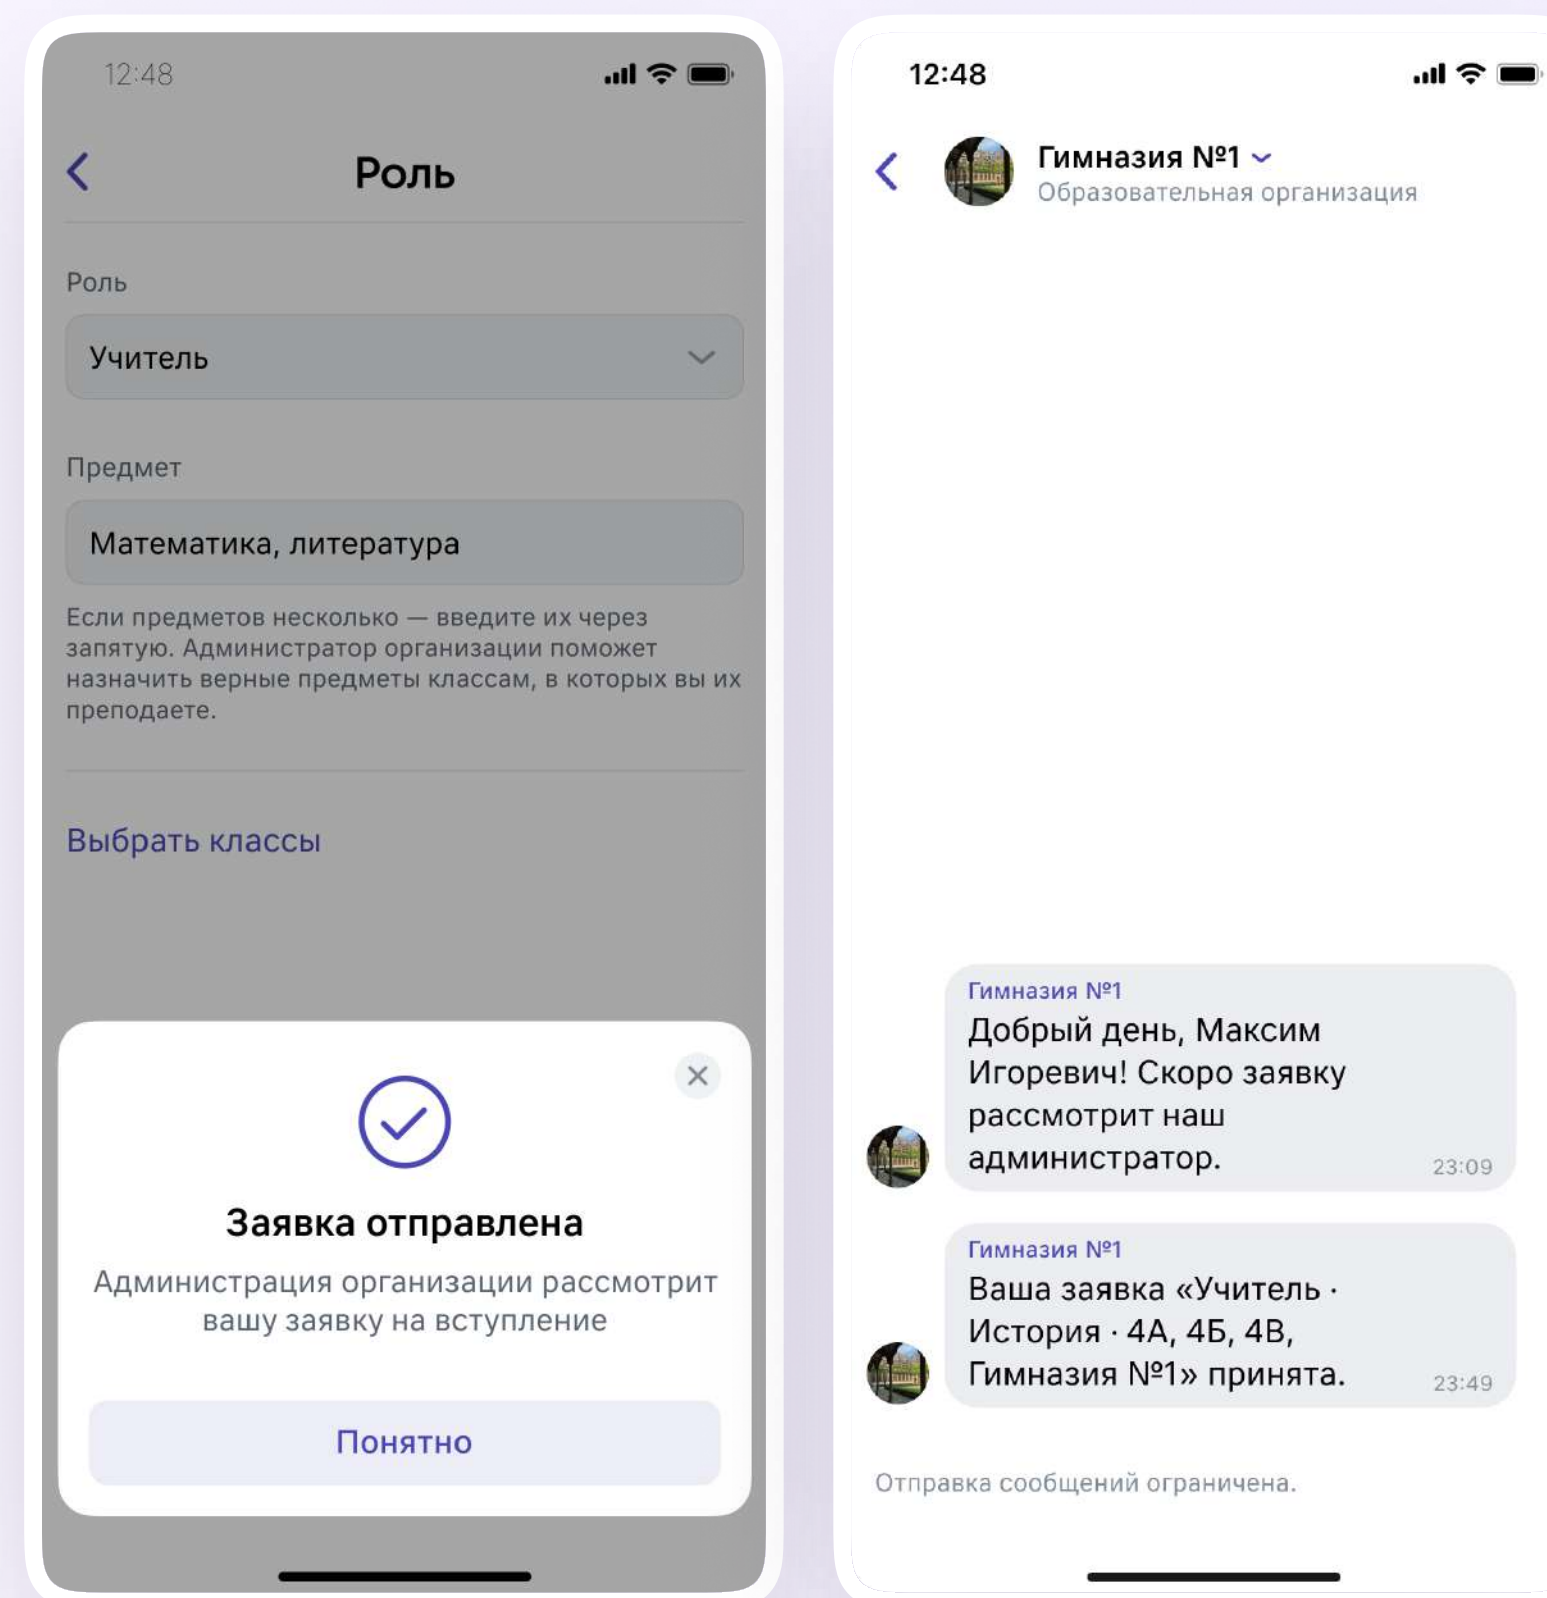 12:48
Роль
Роль
Учитель
Предмет
Математика, литература
Если предметов несколько — введите их через
запятую. Администратор организации поможет
назначить верные предметы классам, в которых вы их
преподаете.
Выбрать классы
Заявка отправлена
Администрация организации рассмотрит
вашу заявку на вступление
Понятно
12:48
Гимназия №1
Образовательная организация
Гимназия №1
Добрый день, Максим
Игоревич! Скоро заявку
рассмотрит наш
администратор.
23:09
Гимназия №1
Ваша заявка «Учитель ·
История · 4А, 4Б, 4В,
Гимназия №1» принята.
23:49
Отправка сообщений ограничена.